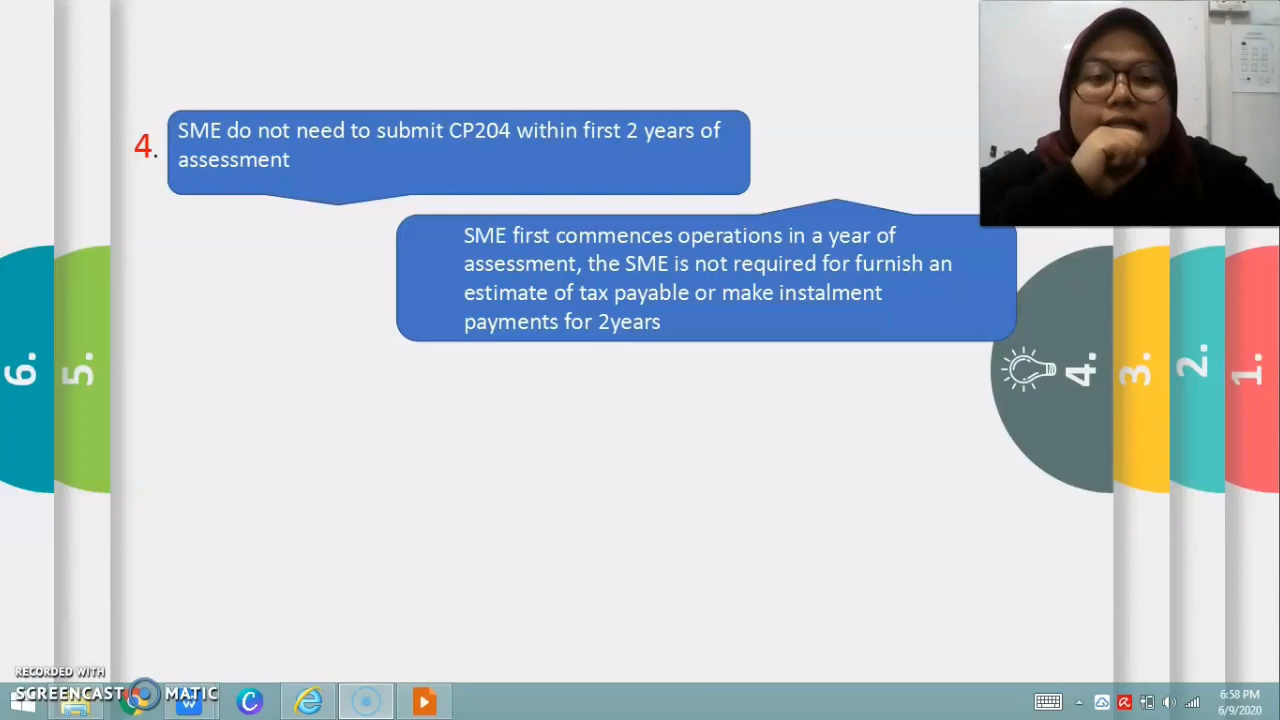 4.
SME do not need to submit CP204 within first 2 years of
assessment
SME first commences operations in a year of
assessment, the SME is not required for furnish an
estimate of tax payable or make instalment
payments for 2years
6.
5.
4.
3.
2.
1.
RECORDED WITH
SCREENCAST MATIC
6:58 PM
6/9/2020